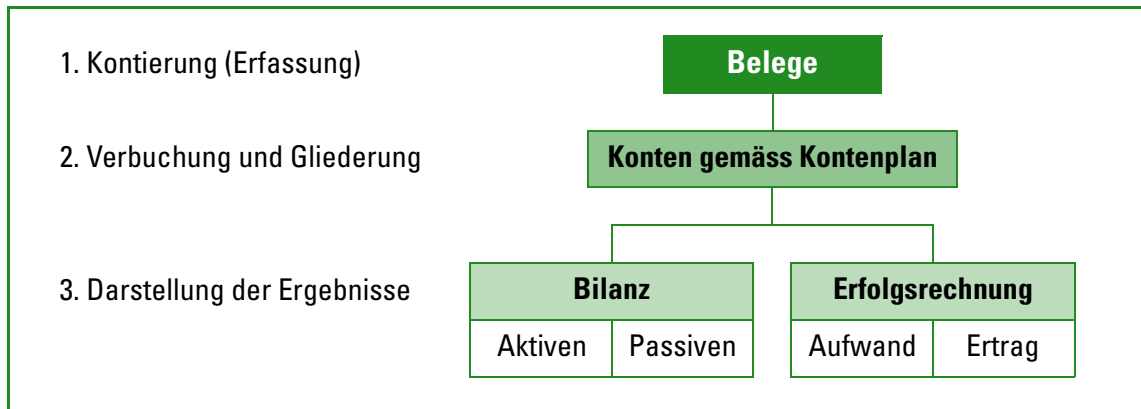 1. Kontierung (Erfassung)
Belege
2. Verbuchung und Gliederung
Konten gemäss Kontenplan
3. Darstellung der Ergebnisse
Bilanz
Erfolgsrechnung
Aktiven
Passiven
Aufwand
Ertrag